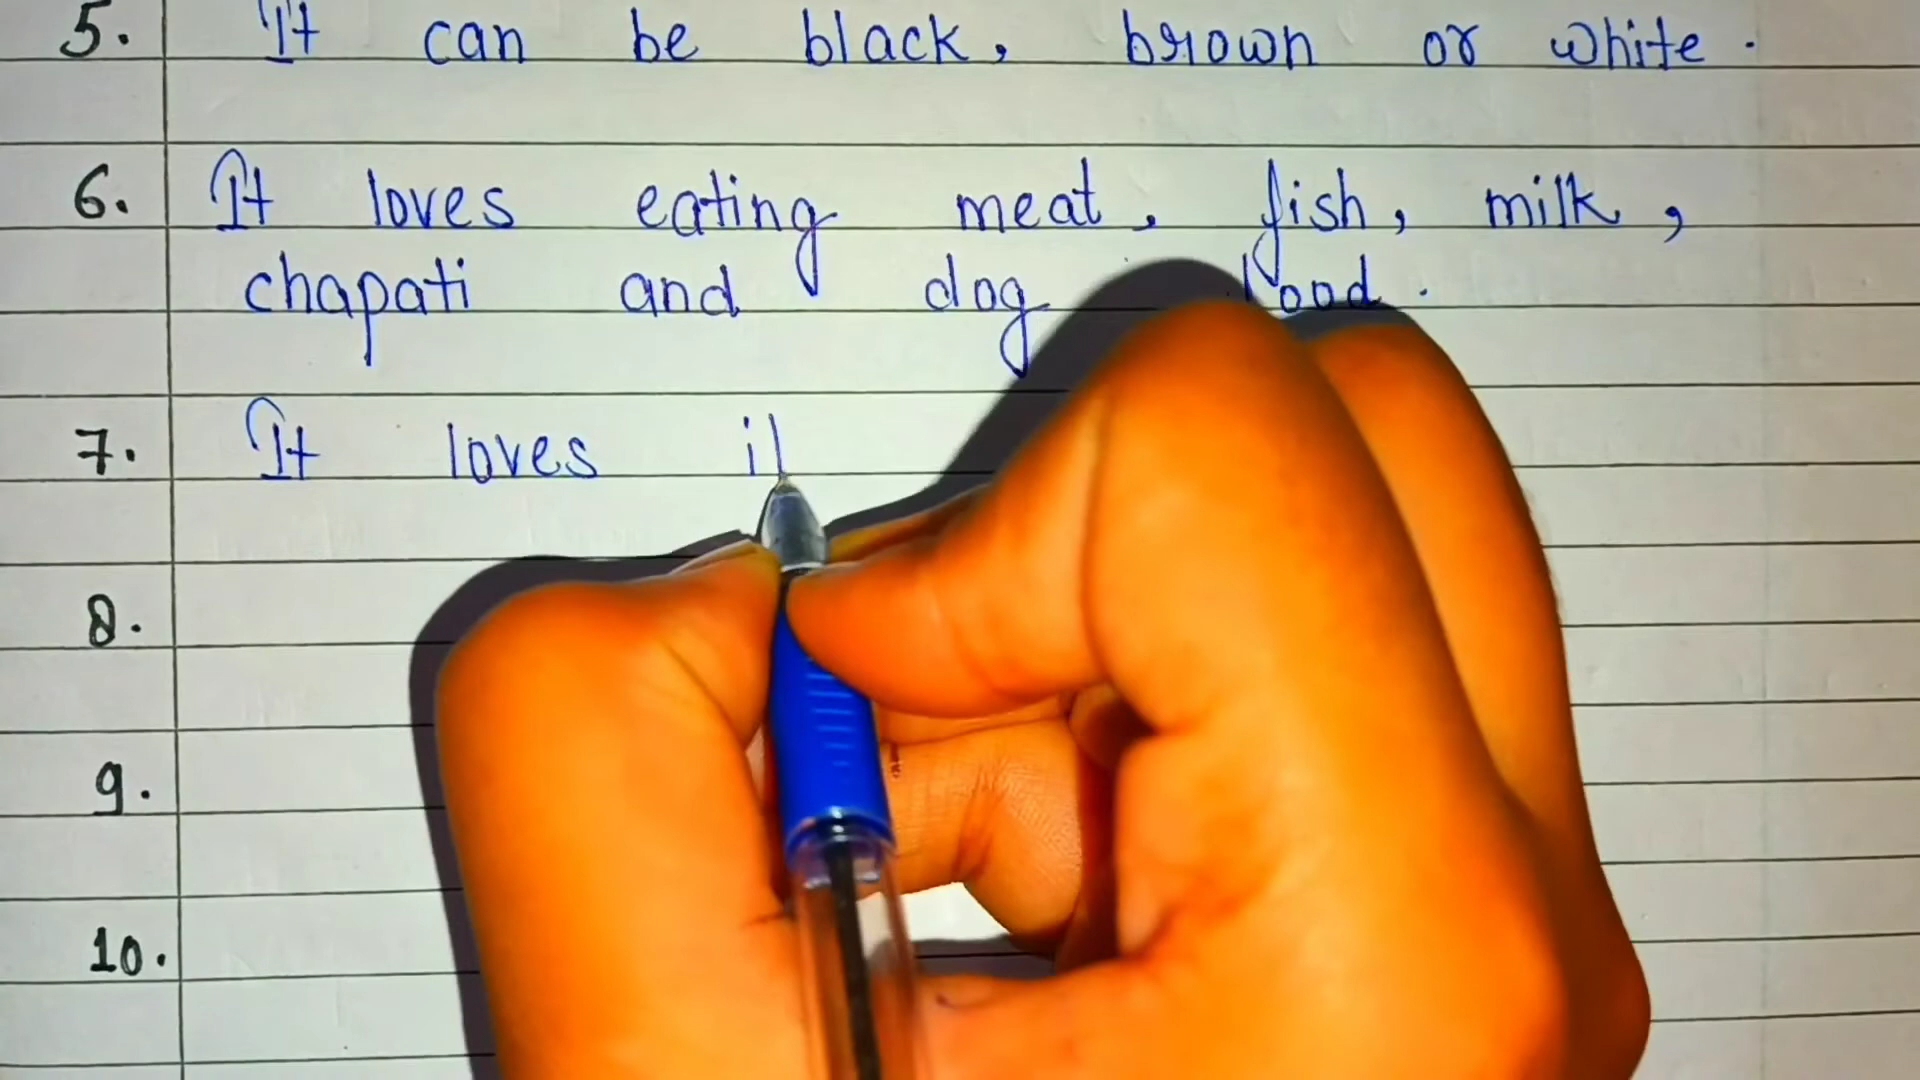 5. It can be black, brown or white.
6. It loves eating meat, fish, milk,
chapati and dog food.
7. It loves
8.
9.
10.